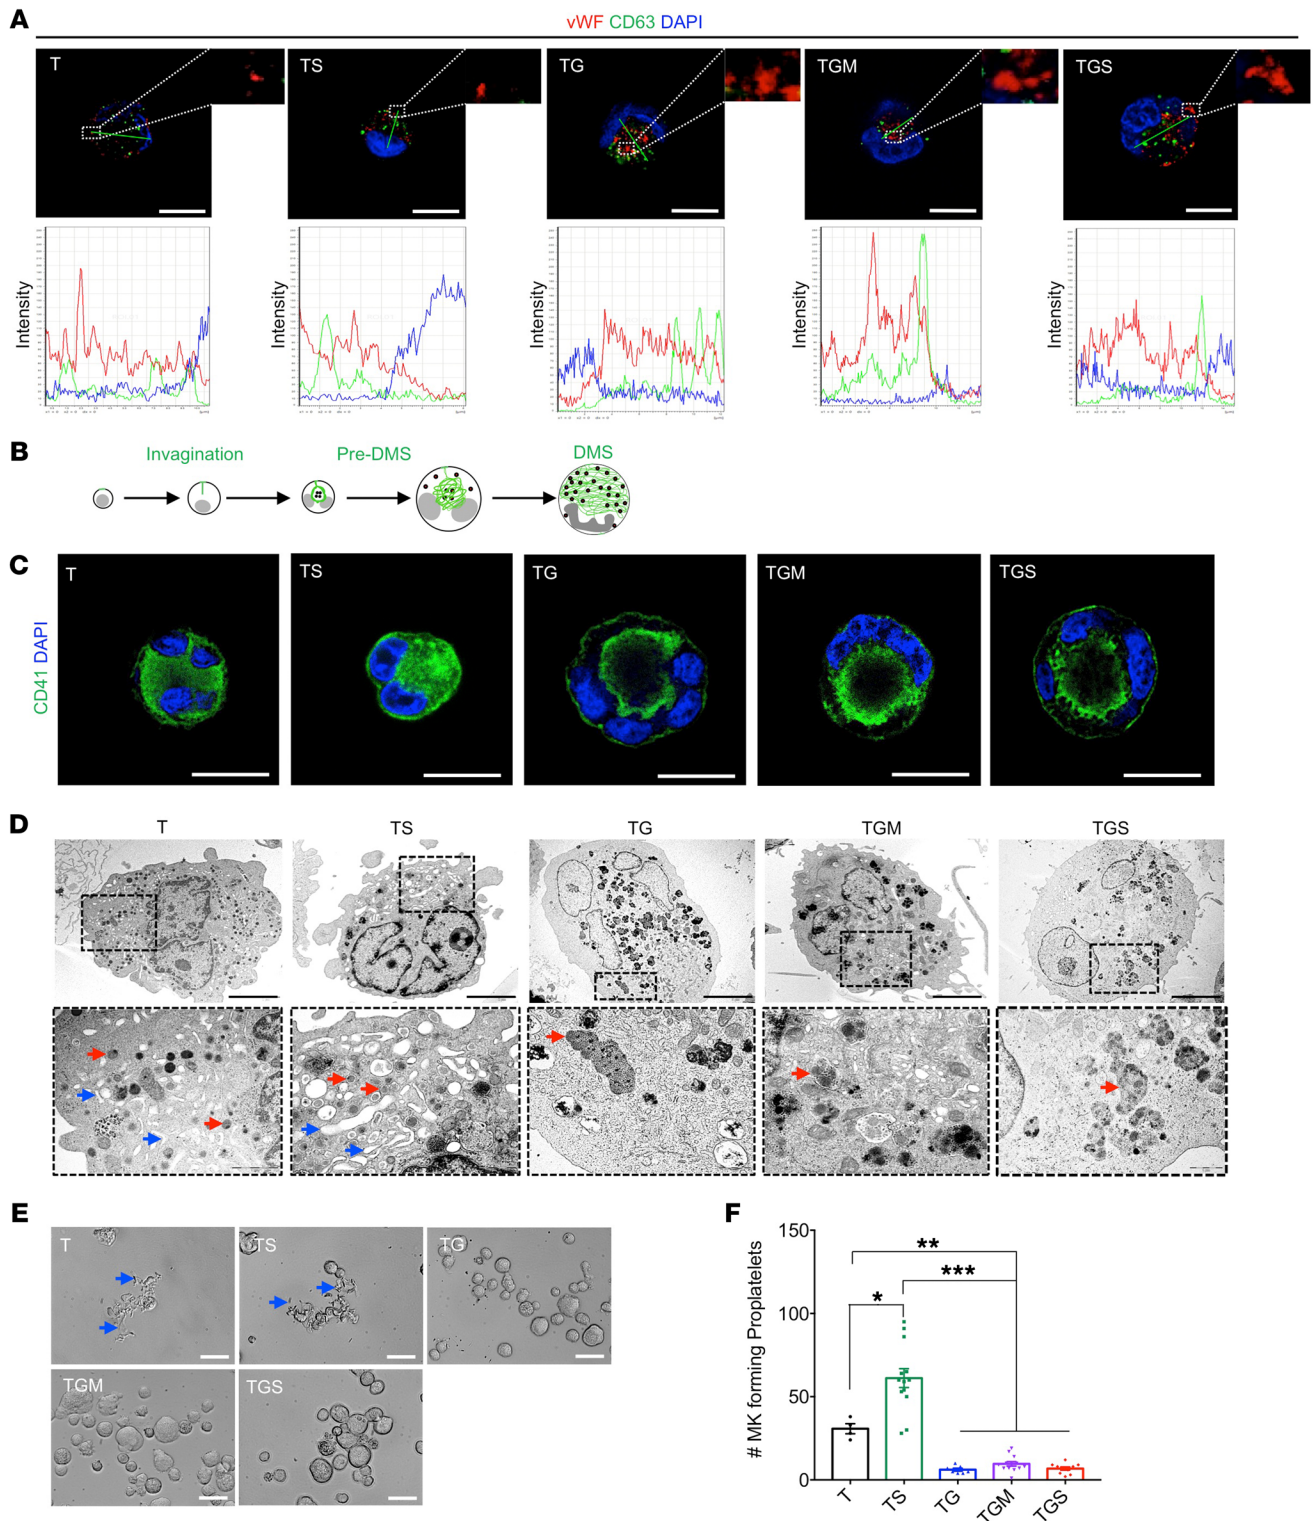 A
vWF CD63 DAPI
T
TS
TG
TGM
TGS
Intensity
Intensity
Intensity
Intensity
Intensity
B
Invagination
Pre-DMS
DMS
C
CD41 DAPI
T
TS
TG
TGM
TGS
D
T
TS
TG
TGM
TGS
E
T
TS
TG
TGM
TGS
F
# MK forming Proplatelets
150
100
50
0
**
***
*
T
TS
TG
TGM
TGS